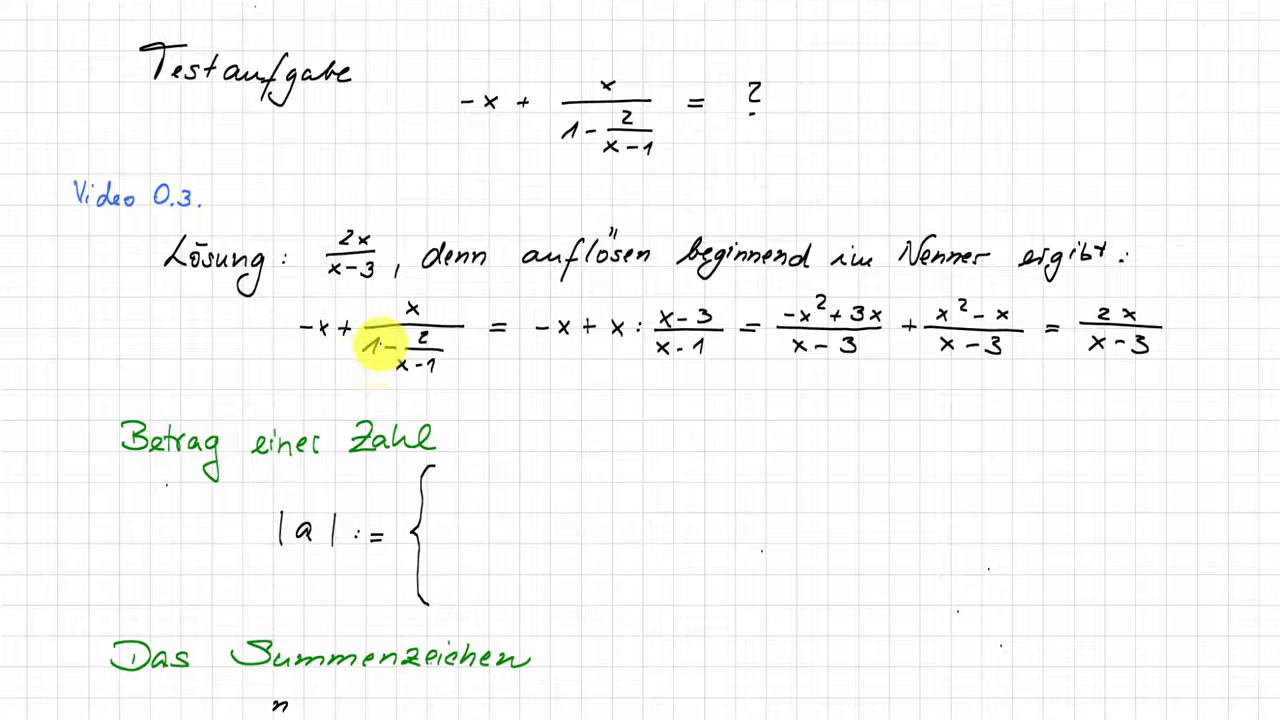 Testaufgabe
-x + x/(1 - 2/(x-1)) = ?
Video 0.3.
Lösung: 2x/(x-3), denn auflösen beginnend im Nenner ergibt:
-x + x/(1 - 2/(x-1)) = -x + x : (x-3)/(x-1) = (-x² + 3x)/(x-3) + (x² - x)/(x-3) = 2x/(x-3)
Betrag einer Zahl
|a| := {
Das Summenzeichen
n